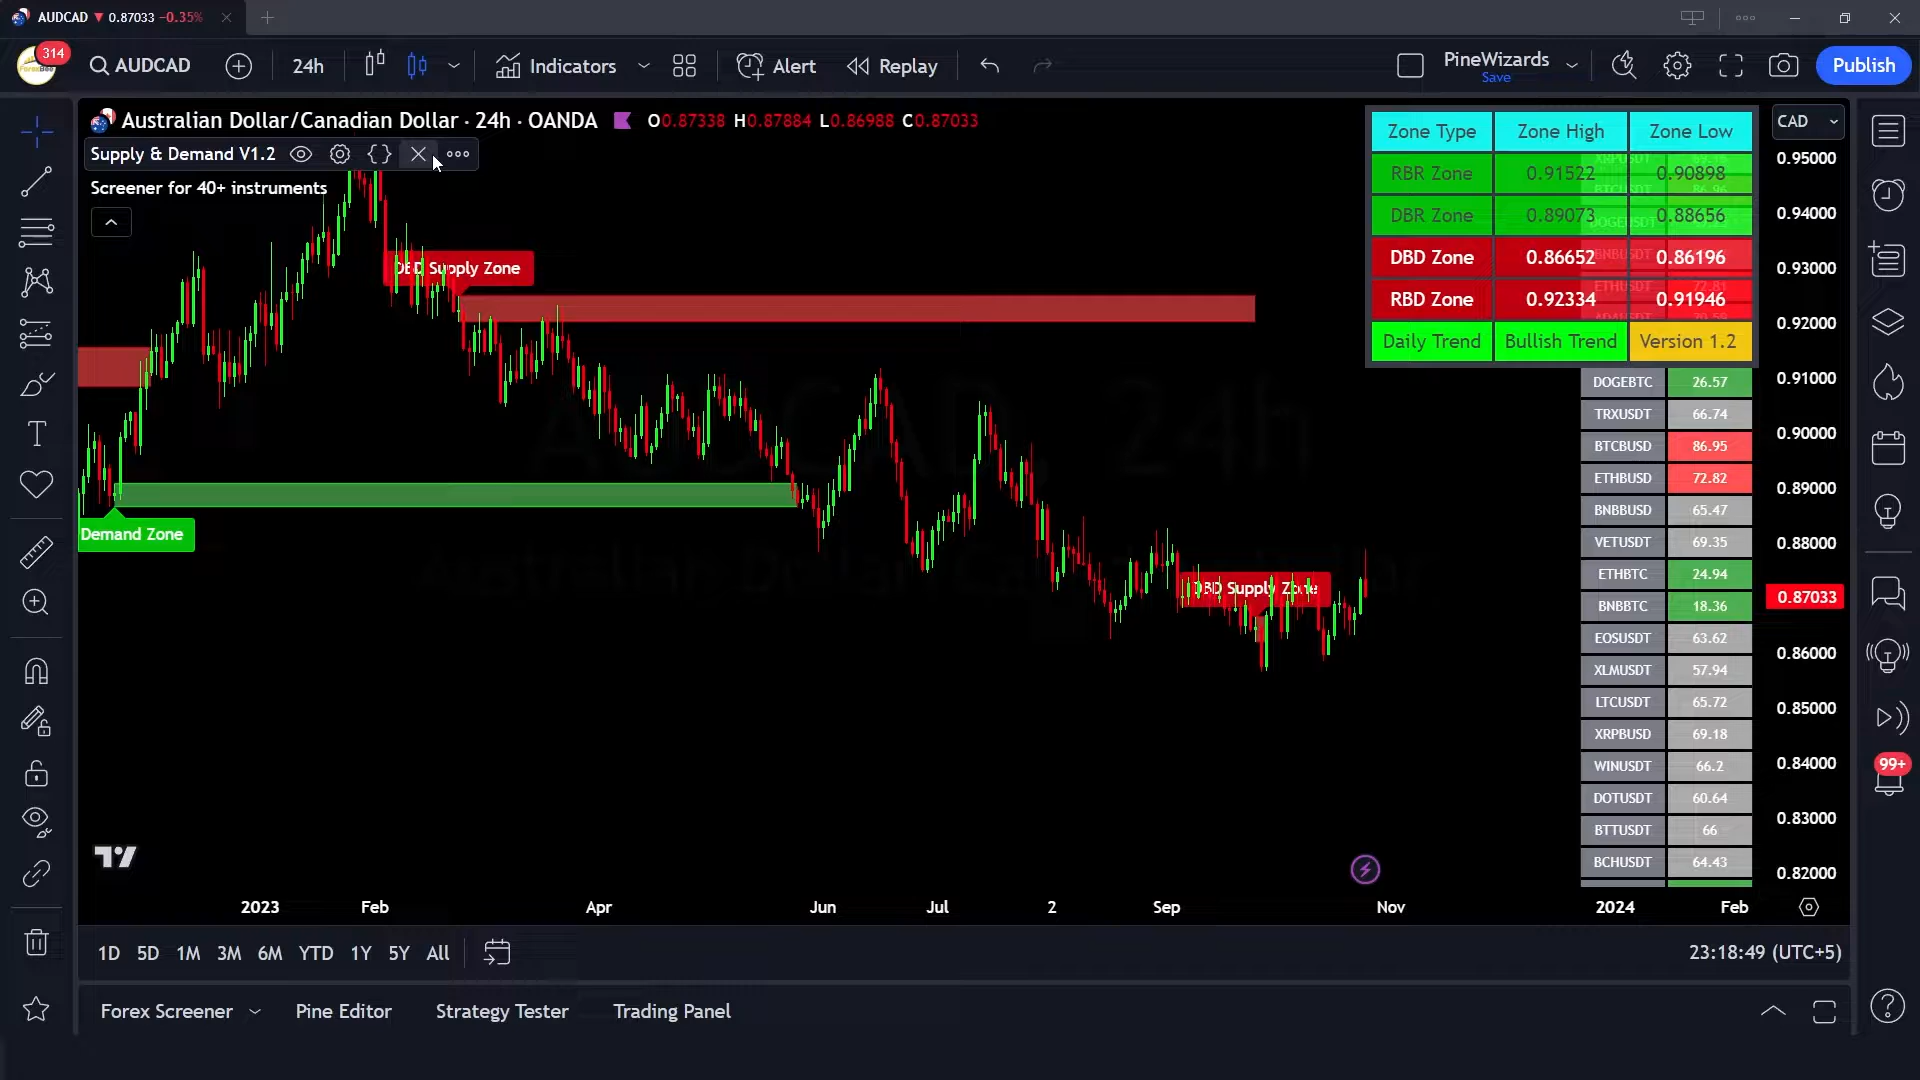 AUDCAD ▼ 0.87033 −0.35%
314
AUDCAD
24h
Indicators
Alert
Replay
PineWizards
Save
Publish
Australian Dollar/Canadian Dollar · 24h · OANDA
O0.87338 H0.87884 L0.86988 C0.87033
Supply & Demand V1.2
Screener for 40+ instruments
CAD
Zone Type Zone High Zone Low
RBR Zone 0.91522 0.90898
DBR Zone 0.89073 0.88656
DBD Zone 0.86652 0.86196
RBD Zone 0.92334 0.91946
Daily Trend Bullish Trend Version 1.2
DOGEBTC 26.57
TRXUSDT 66.74
BTCBUSD 86.95
ETHBUSD 72.82
BNBBUSD 65.47
VETUSDT 69.35
ETHBTC 24.94
BNBBTC 18.36
EOSUSDT 63.62
XLMUSDT 57.94
LTCUSDT 65.72
XRPBUSD 69.18
WINUSDT 66.2
DOTUSDT 60.64
BTTUSDT 66
BCHUSDT 64.43
DBD Supply Zone
Demand Zone
DBD Supply Zone
0.95000
0.94000
0.93000
0.92000
0.91000
0.90000
0.89000
0.88000
0.87033
0.86000
0.85000
0.84000
0.83000
0.82000
99+
2023 Feb Apr Jun Jul 2 Sep Nov 2024 Feb
1D 5D 1M 3M 6M YTD 1Y 5Y All
23:18:49 (UTC+5)
Forex Screener Pine Editor Strategy Tester Trading Panel